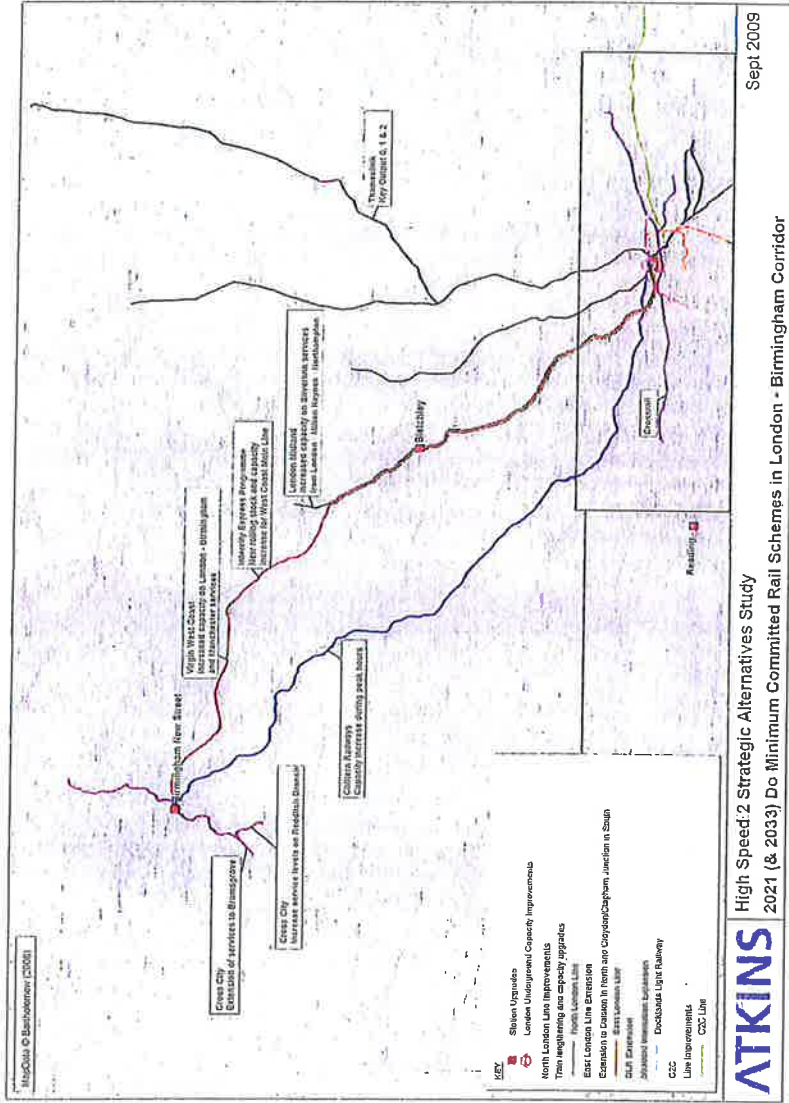 MapData © Bartholomew (2008)
Thameslink
Key Output 0, 1 & 2
London Midland
Increased capacity on Silverlink services
from London - Milton Keynes - Northampton
Intercity Express Programme
New rolling stock and capacity
increase for West Coast Main Line
Virgin West Coast
Increased capacity on London - Birmingham
and Manchester services
Birmingham New Street
Bletchley
Crossrail
Reading
Chiltern Railways
Capacity increase during peak hours
Cross City
Increase service levels on Redditch Branch
Cross City
Extension of services to Bromsgrove
KEY
Station Upgrades
London Underground Capacity Improvements
North London Line Improvements
Train lengthening and capacity upgrades
North London Line
East London Line Extension
Extension to Dalston in North and Croydon/Clapham Junction in South
East London Line
DLR Extension
Docklands Light Railway
C2C
Line Improvements
C2C Line
ATKINS
High Speed 2 Strategic Alternatives Study
2021 (& 2033) Do Minimum Committed Rail Schemes in London - Birmingham Corridor
Sept 2009